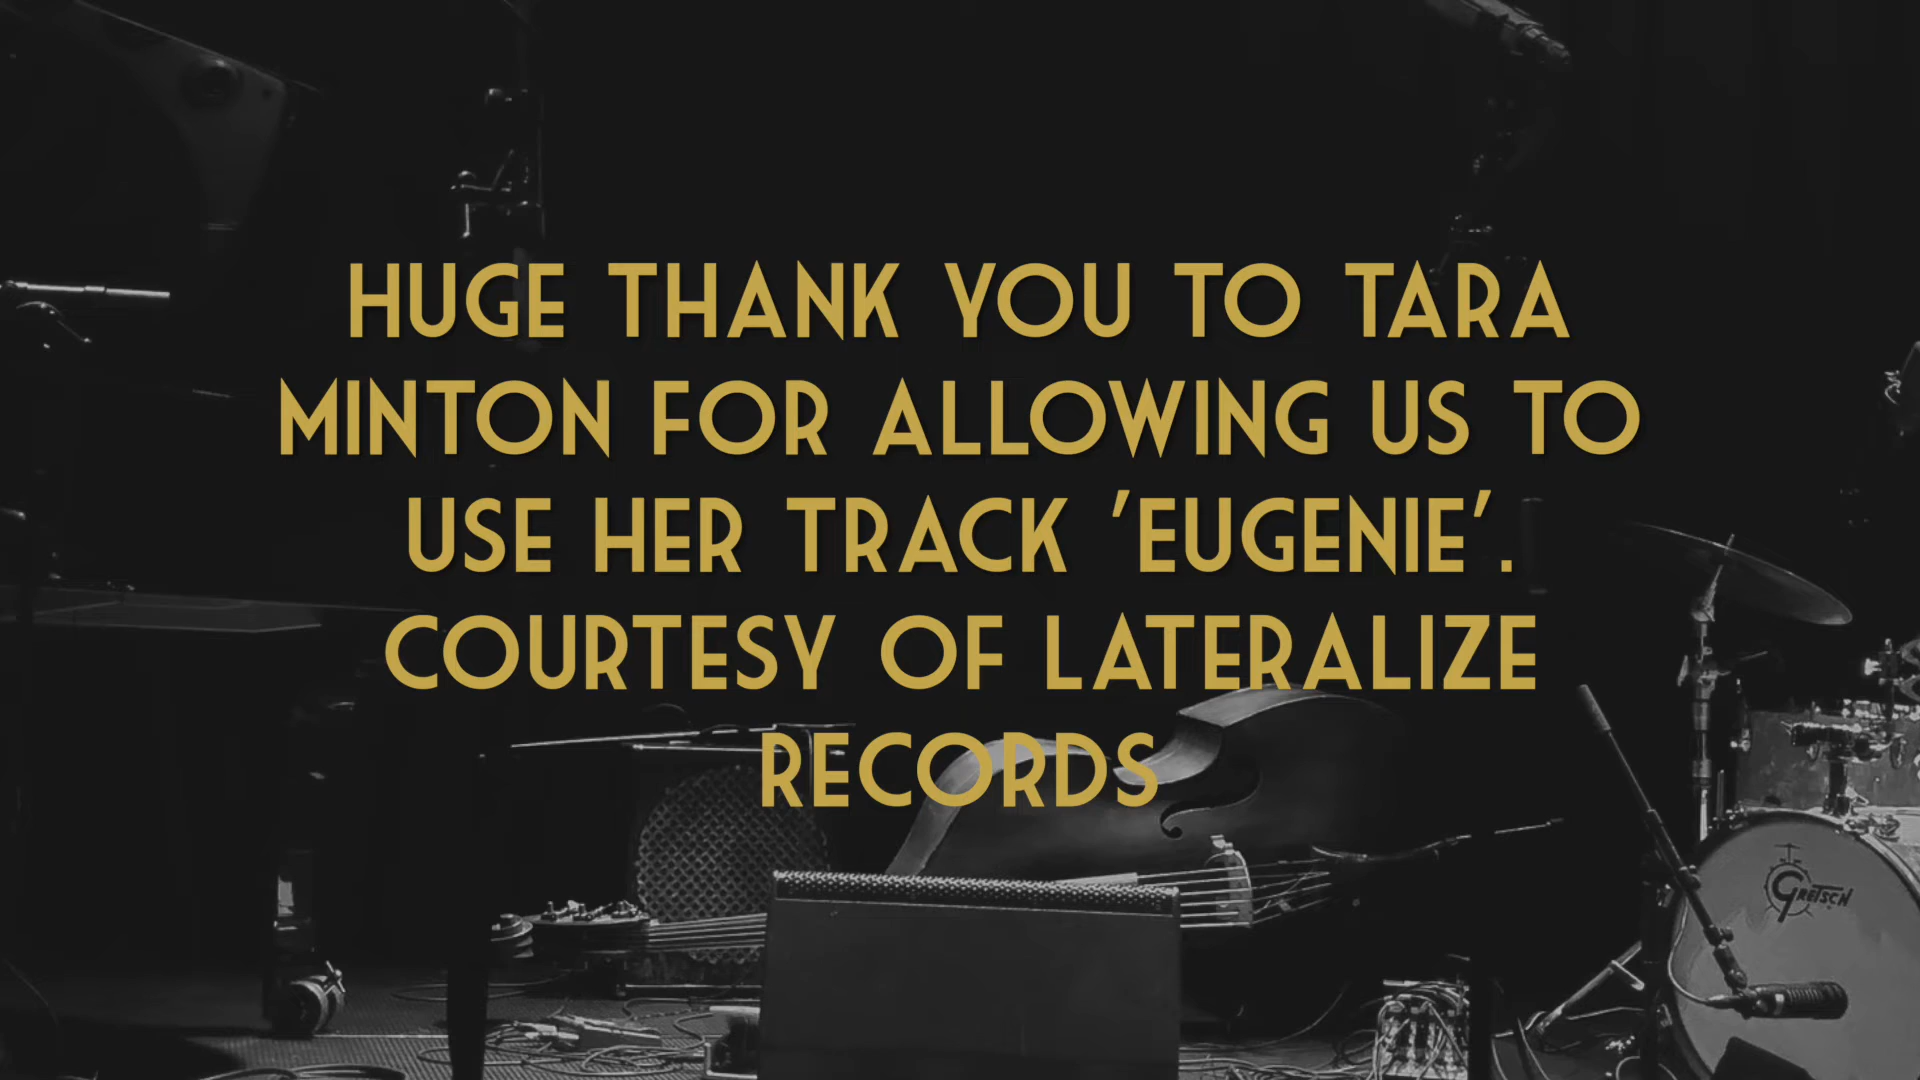 HUGE THANK YOU TO TARA
MINTON FOR ALLOWING US TO
USE HER TRACK 'EUGENIE'.
COURTESY OF LATERALIZE
RECORDS
GRETSCH